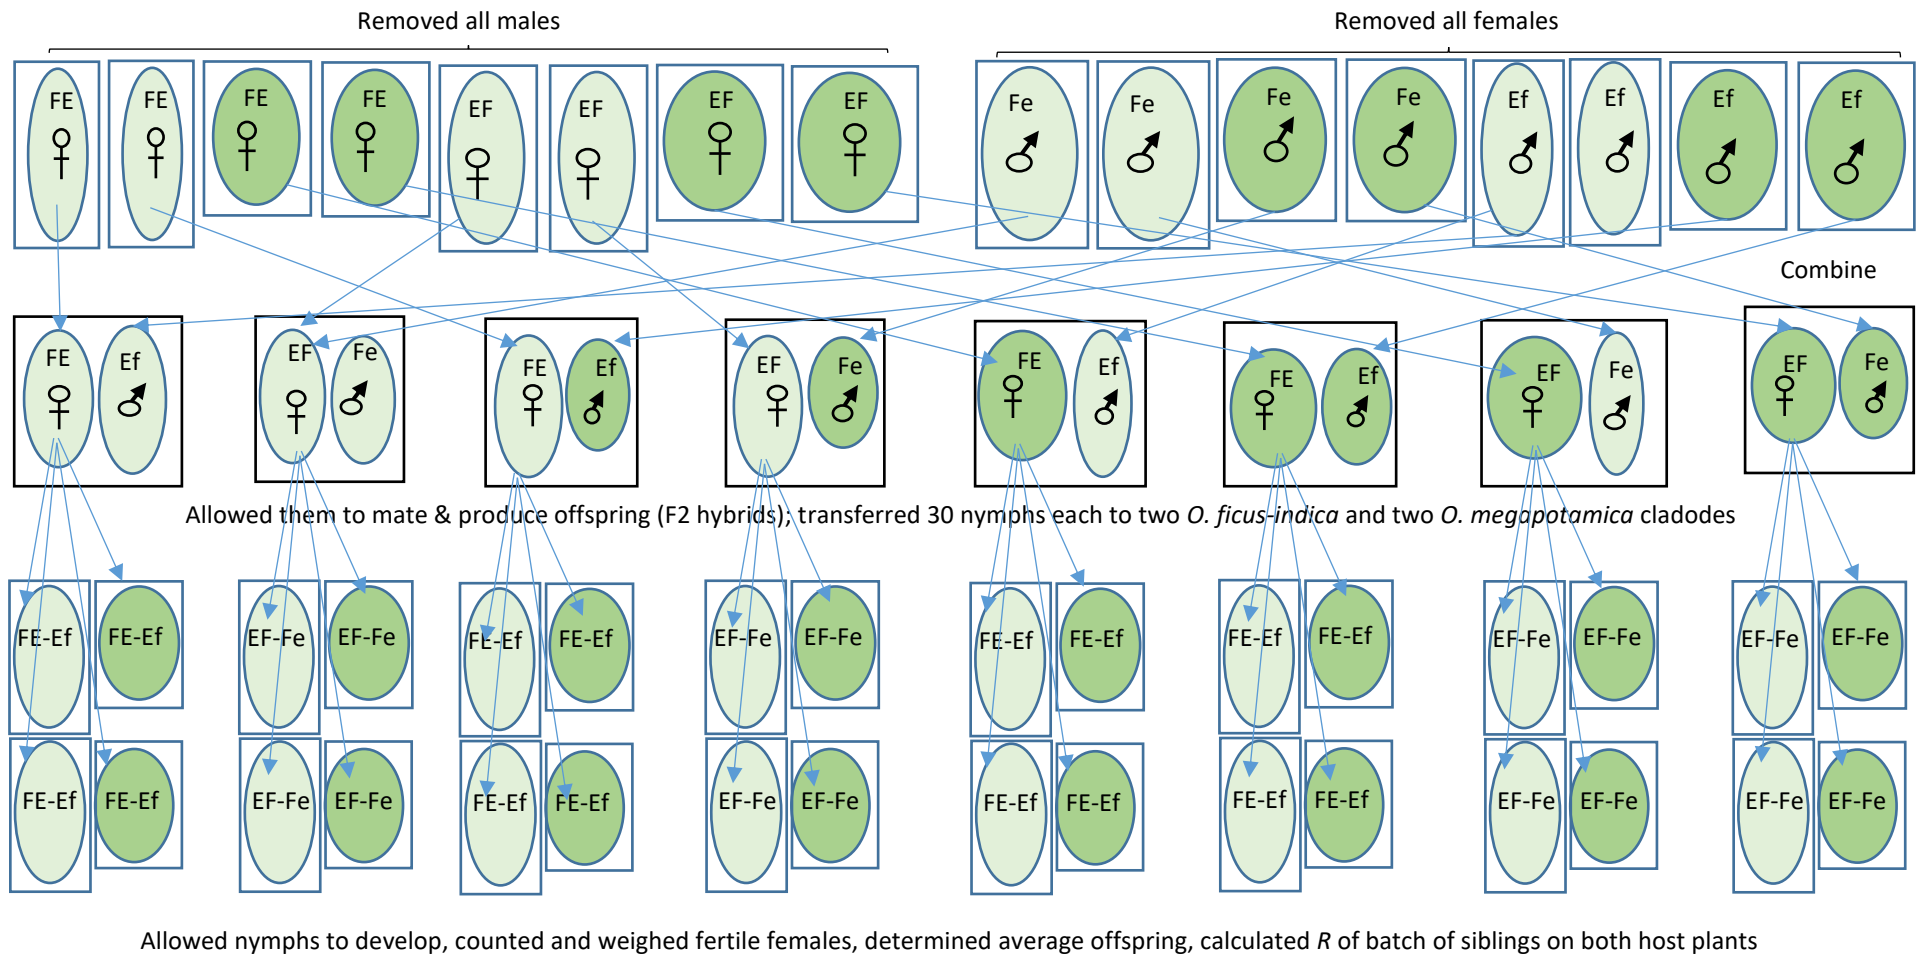 Removed all males
Removed all females
FE FE FE FE EF EF EF EF Fe Fe Fe Fe Ef Ef Ef Ef
Combine
FE Ef EF Fe FE Ef EF Fe FE Ef FE Ef EF Fe EF Fe
Allowed them to mate & produce offspring (F2 hybrids); transferred 30 nymphs each to two O. ficus-indica and two O. megapotamica cladodes
FE-Ef FE-Ef EF-Fe EF-Fe FE-Ef FE-Ef EF-Fe EF-Fe FE-Ef FE-Ef FE-Ef FE-Ef EF-Fe EF-Fe EF-Fe EF-Fe
FE-Ef FE-Ef EF-Fe EF-Fe FE-Ef FE-Ef EF-Fe EF-Fe FE-Ef FE-Ef FE-Ef FE-Ef EF-Fe EF-Fe EF-Fe EF-Fe
Allowed nymphs to develop, counted and weighed fertile females, determined average offspring, calculated R of batch of siblings on both host plants